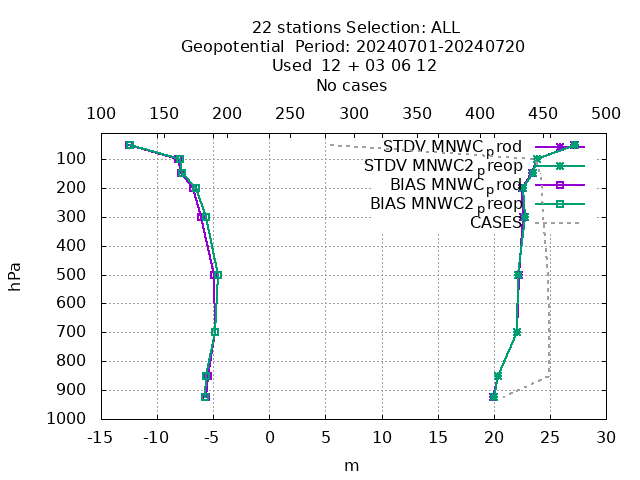 22 stations Selection: ALL
Geopotential  Period: 20240701-20240720
Used  12 + 03 06 12
No cases
100 150 200 250 300 350 400 450 500
STDV MNWC_prod
STDV MNWC2_preop
BIAS MNWC_prod
BIAS MNWC2_preop
CASES
100
200
300
400
500
600
700
800
900
1000
hPa
-15 -10 -5 0 5 10 15 20 25 30
m